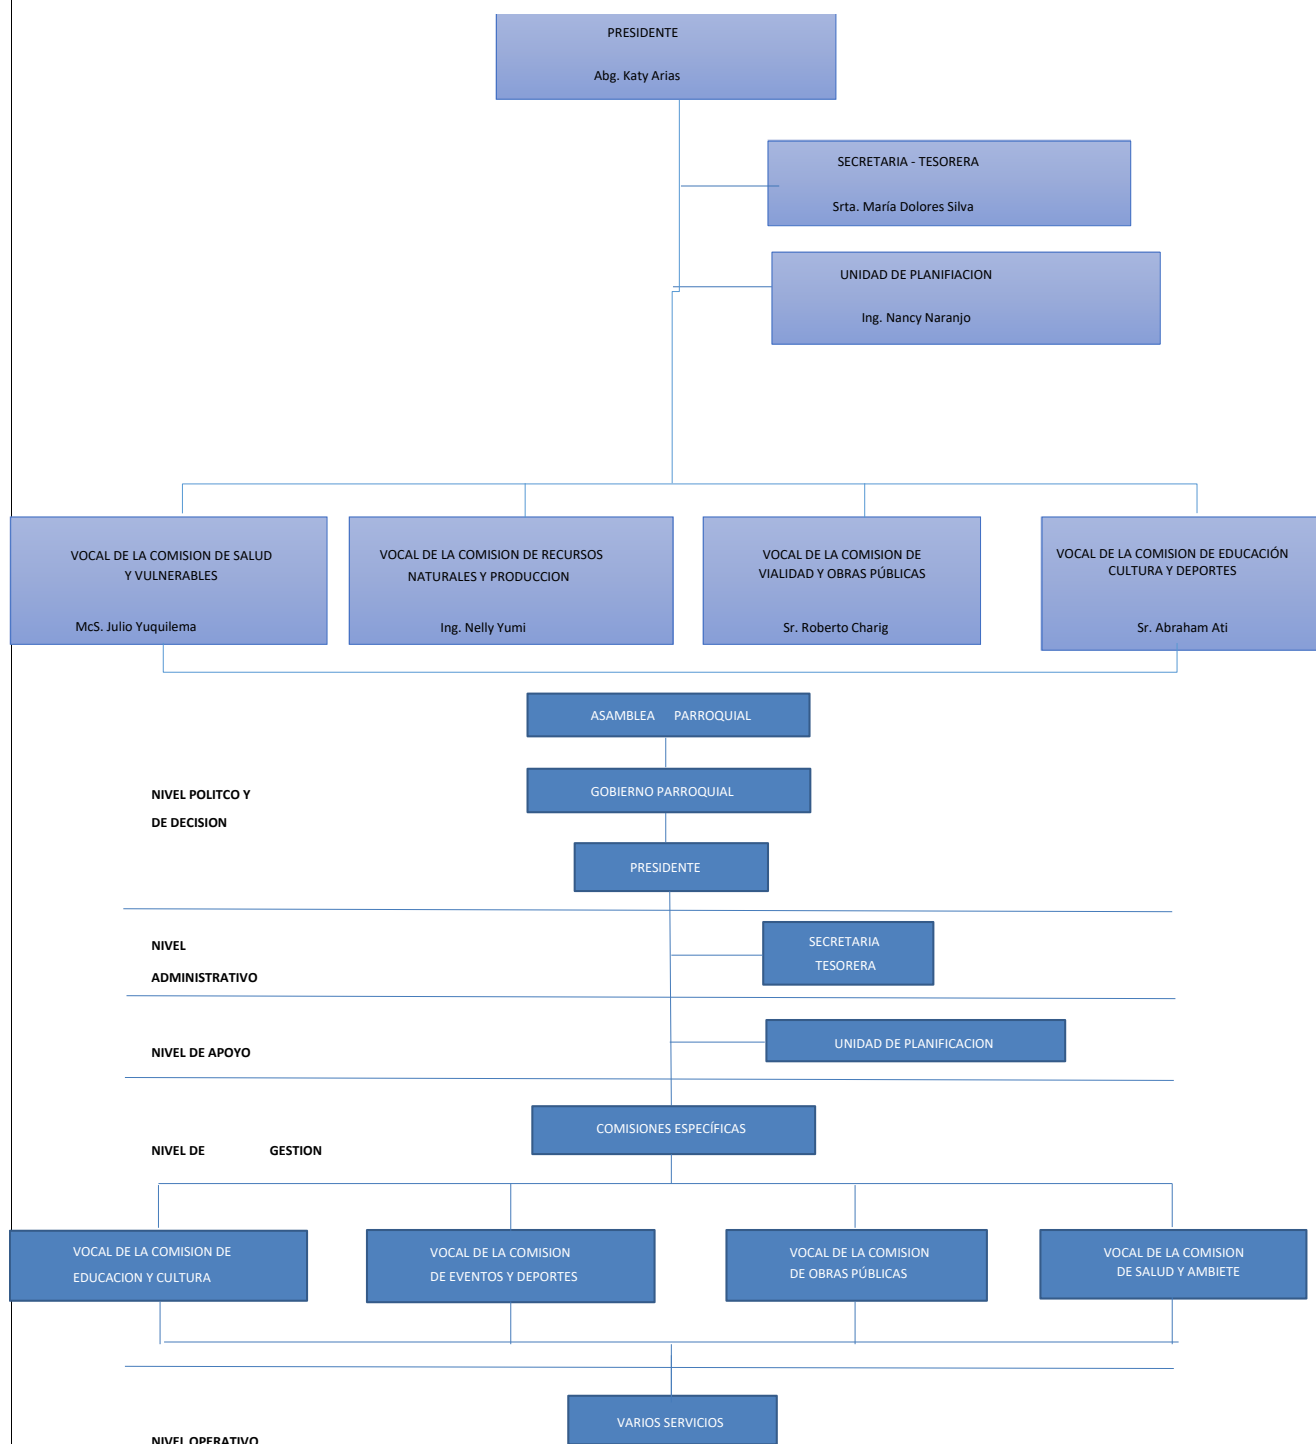 PRESIDENTE
Abg. Katy Arias
SECRETARIA - TESORERA
Srta. María Dolores Silva
UNIDAD DE PLANIFIACION
Ing. Nancy Naranjo
VOCAL DE LA COMISION DE SALUD
Y VULNERABLES
McS. Julio Yuquilema
VOCAL DE LA COMISION DE RECURSOS
NATURALES Y PRODUCCION
Ing. Nelly Yumi
VOCAL DE LA COMISION DE
VIALIDAD Y OBRAS PÚBLICAS
Sr. Roberto Charig
VOCAL DE LA COMISION DE EDUCACIÓN
CULTURA Y DEPORTES
Sr. Abraham Ati
ASAMBLEA PARROQUIAL
NIVEL POLITCO Y
DE DECISION
GOBIERNO PARROQUIAL
PRESIDENTE
NIVEL
ADMINISTRATIVO
SECRETARIA
TESORERA
NIVEL DE APOYO
UNIDAD DE PLANIFICACION
COMISIONES ESPECÍFICAS
NIVEL DE GESTION
VOCAL DE LA COMISION DE
EDUCACION Y CULTURA
VOCAL DE LA COMISION
DE EVENTOS Y DEPORTES
VOCAL DE LA COMISION
DE OBRAS PÚBLICAS
VOCAL DE LA COMISION
DE SALUD Y AMBIETE
VARIOS SERVICIOS
NIVEL OPERATIVO